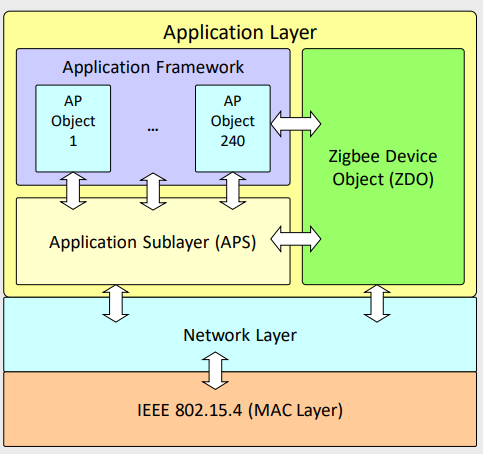 Application Layer
Application Framework
AP
Object
1
...
AP
Object
240
Zigbee Device
Object (ZDO)
Application Sublayer (APS)
Network Layer
IEEE 802.15.4 (MAC Layer)